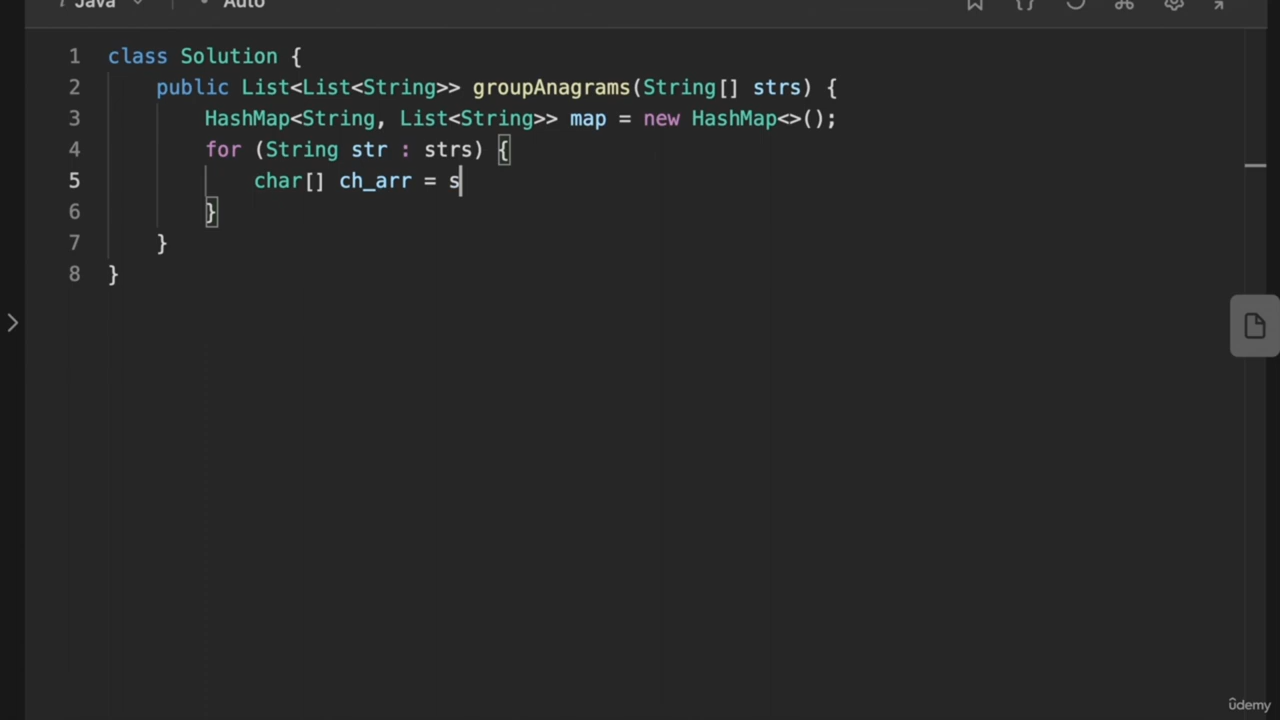 Java
Auto
1 class Solution {
2 public List<List<String>> groupAnagrams(String[] strs) {
3 HashMap<String, List<String>> map = new HashMap<>();
4 for (String str : strs) {
5 char[] ch_arr = s
6 }
7 }
8 }
ûdemy